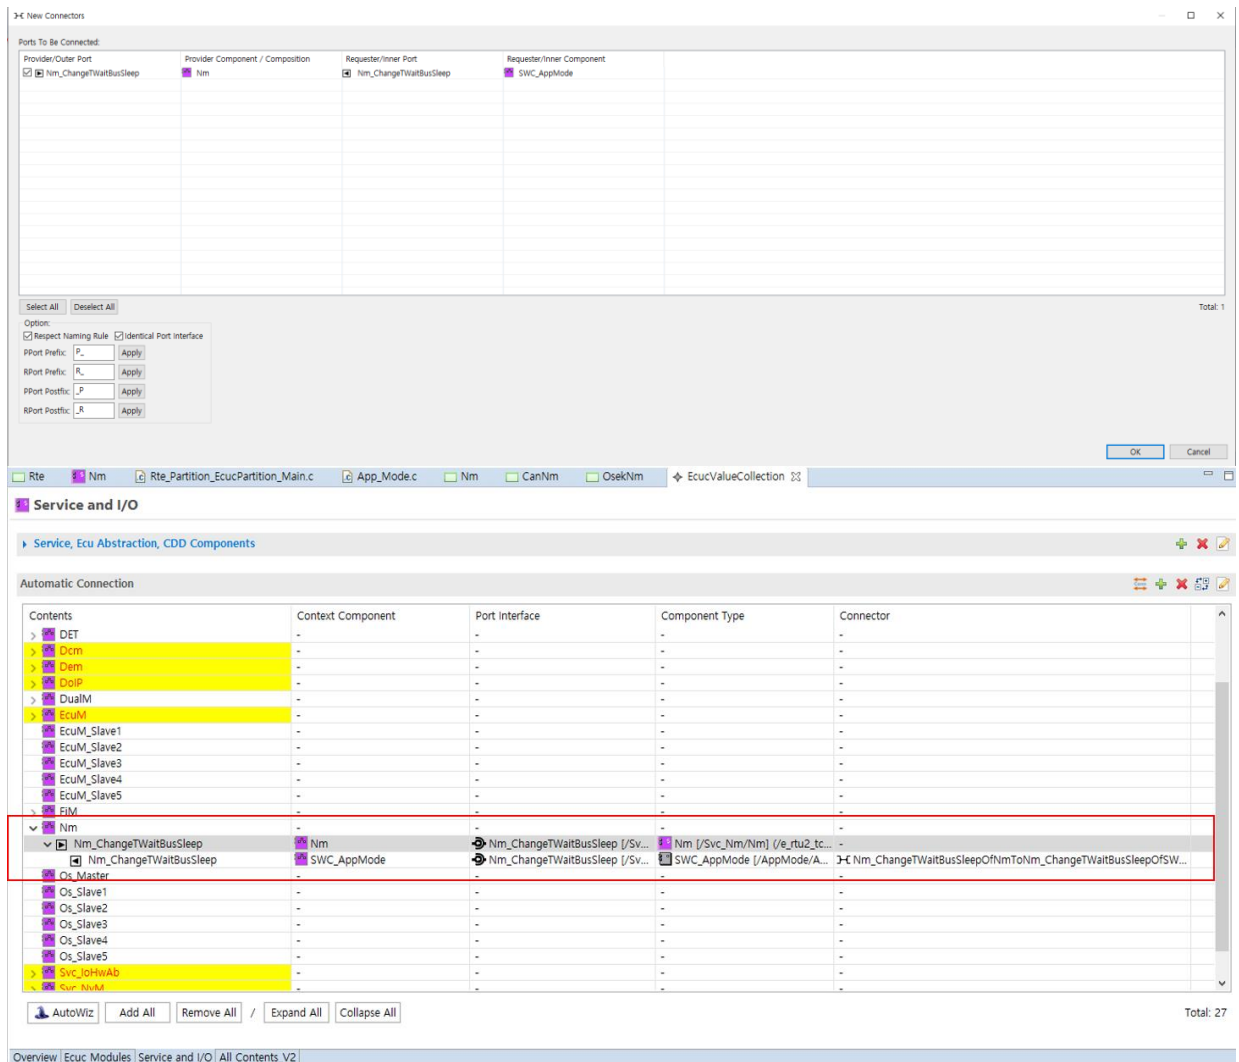 New Connectors
Ports To Be Connected:
Provider/Outer Port Provider Component / Composition Requester/Inner Port Requester/Inner Component
Nm_ChangeTWaitBusSleep Nm Nm_ChangeTWaitBusSleep SWC_AppMode
Select All Deselect All Total: 1
Option:
Respect Naming Rule Identical Port Interface
PPort Prefix: P_ Apply
RPort Prefix: R_ Apply
PPort Postfix: _P Apply
RPort Postfix: _R Apply
OK Cancel
Rte Nm Rte_Partition_EcucPartition_Main.c App_Mode.c Nm CanNm OsekNm EcucValueCollection
Service and I/O
Service, Ecu Abstraction, CDD Components
Automatic Connection
Contents Context Component Port Interface Component Type Connector
DET - - - -
Dcm - - - -
Dem - - - -
DoIP - - - -
DualM - - - -
EcuM - - - -
EcuM_Slave1 - - - -
EcuM_Slave2 - - - -
EcuM_Slave3 - - - -
EcuM_Slave4 - - - -
EcuM_Slave5 - - - -
FiM - - - -
Nm - - - -
Nm_ChangeTWaitBusSleep Nm Nm_ChangeTWaitBusSleep [/Sv... Nm [/Svc_Nm/Nm] (/e_rtu2_tc... -
Nm_ChangeTWaitBusSleep SWC_AppMode Nm_ChangeTWaitBusSleep [/Sv... SWC_AppMode [/AppMode/A... Nm_ChangeTWaitBusSleepOfNmToNm_ChangeTWaitBusSleepOfSW...
Os_Master - - - -
Os_Slave1 - - - -
Os_Slave2 - - - -
Os_Slave3 - - - -
Os_Slave4 - - - -
Os_Slave5 - - - -
Svc_IoHwAb - - - -
Svc_NvM - - - -
AutoWiz Add All Remove All / Expand All Collapse All Total: 27
Overview Ecuc Modules Service and I/O All Contents V2